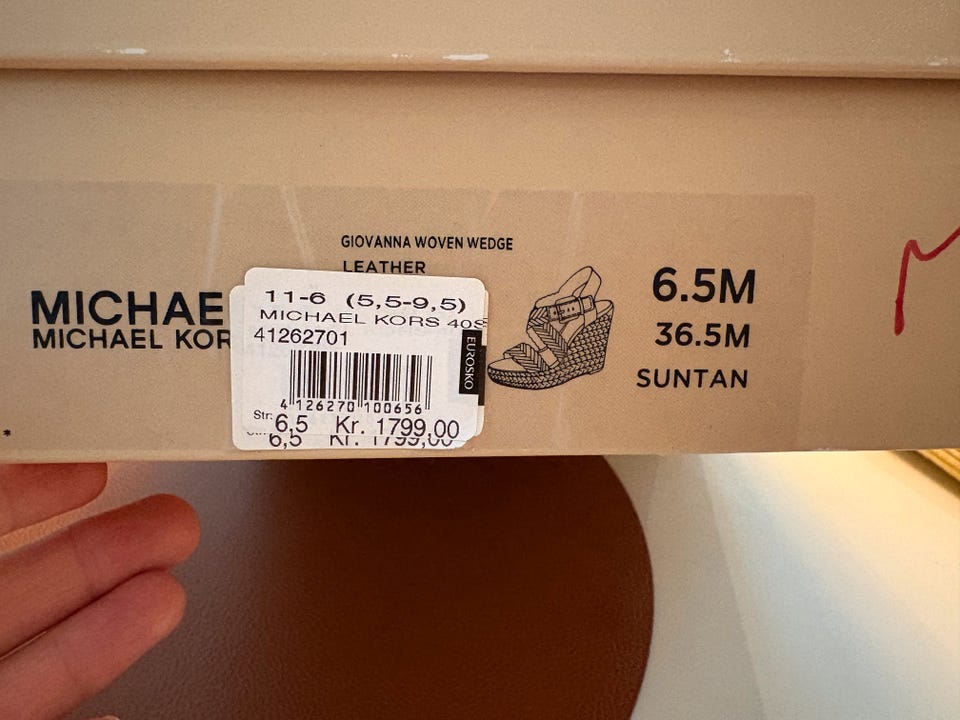 GIOVANNA WOVEN WEDGE
LEATHER
MICHAE
MICHAEL KOR
11-6 (5,5-9,5)
MICHAEL KORS 40S
41262701
EUROSKO
4 126270 100656
Str: 6,5 Kr. 1799,00
6,5 Kr. 1799,00
6.5M
36.5M
SUNTAN
*